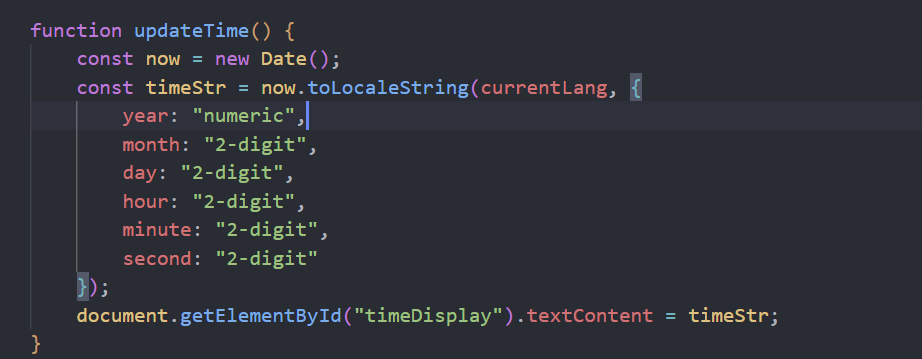 function updateTime() {
    const now = new Date();
    const timeStr = now.toLocaleString(currentLang, {
        year: "numeric",
        month: "2-digit",
        day: "2-digit",
        hour: "2-digit",
        minute: "2-digit",
        second: "2-digit"
    });
    document.getElementById("timeDisplay").textContent = timeStr;
}